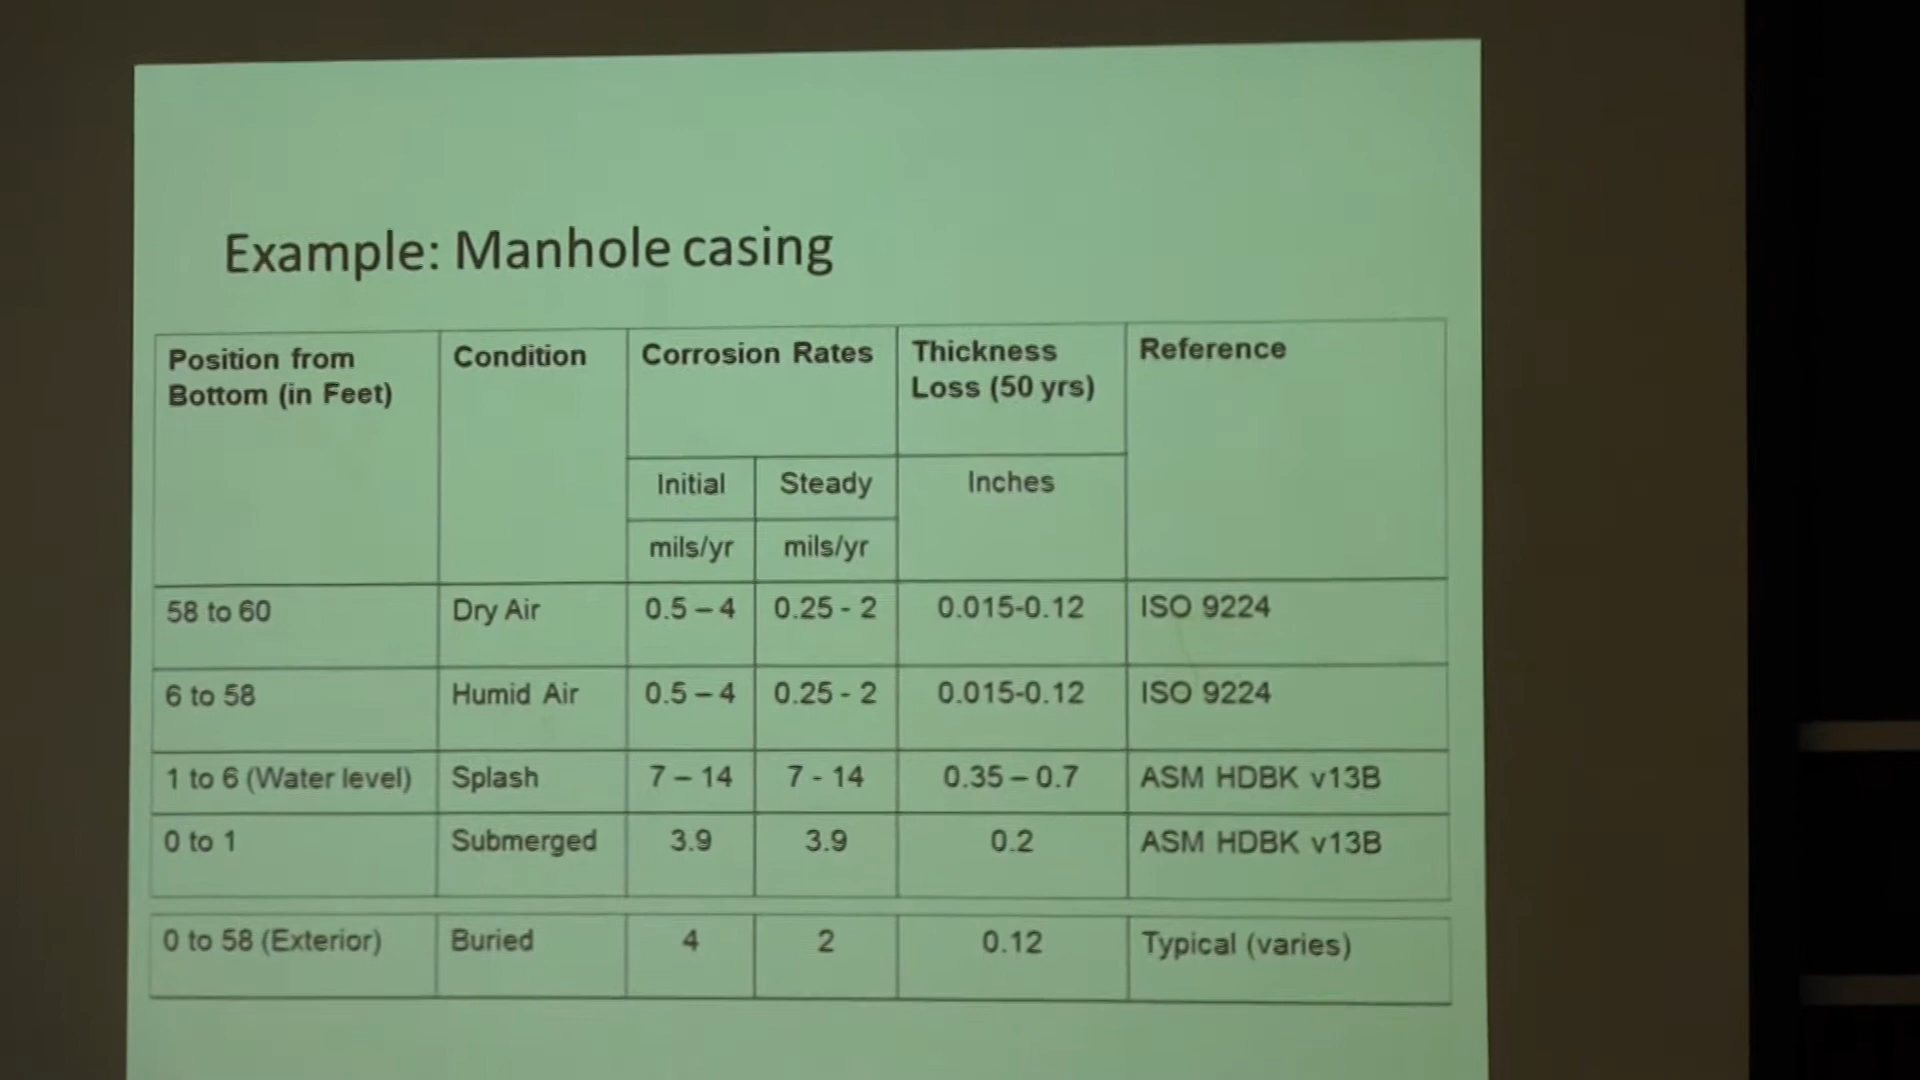 Example: Manhole casing
Position from Bottom (in Feet) Condition Corrosion Rates Thickness Loss (50 yrs) Reference
Initial Steady Inches
mils/yr mils/yr
58 to 60 Dry Air 0.5 – 4 0.25 - 2 0.015-0.12 ISO 9224
6 to 58 Humid Air 0.5 – 4 0.25 - 2 0.015-0.12 ISO 9224
1 to 6 (Water level) Splash 7 – 14 7 - 14 0.35 – 0.7 ASM HDBK v13B
0 to 1 Submerged 3.9 3.9 0.2 ASM HDBK v13B
0 to 58 (Exterior) Buried 4 2 0.12 Typical (varies)